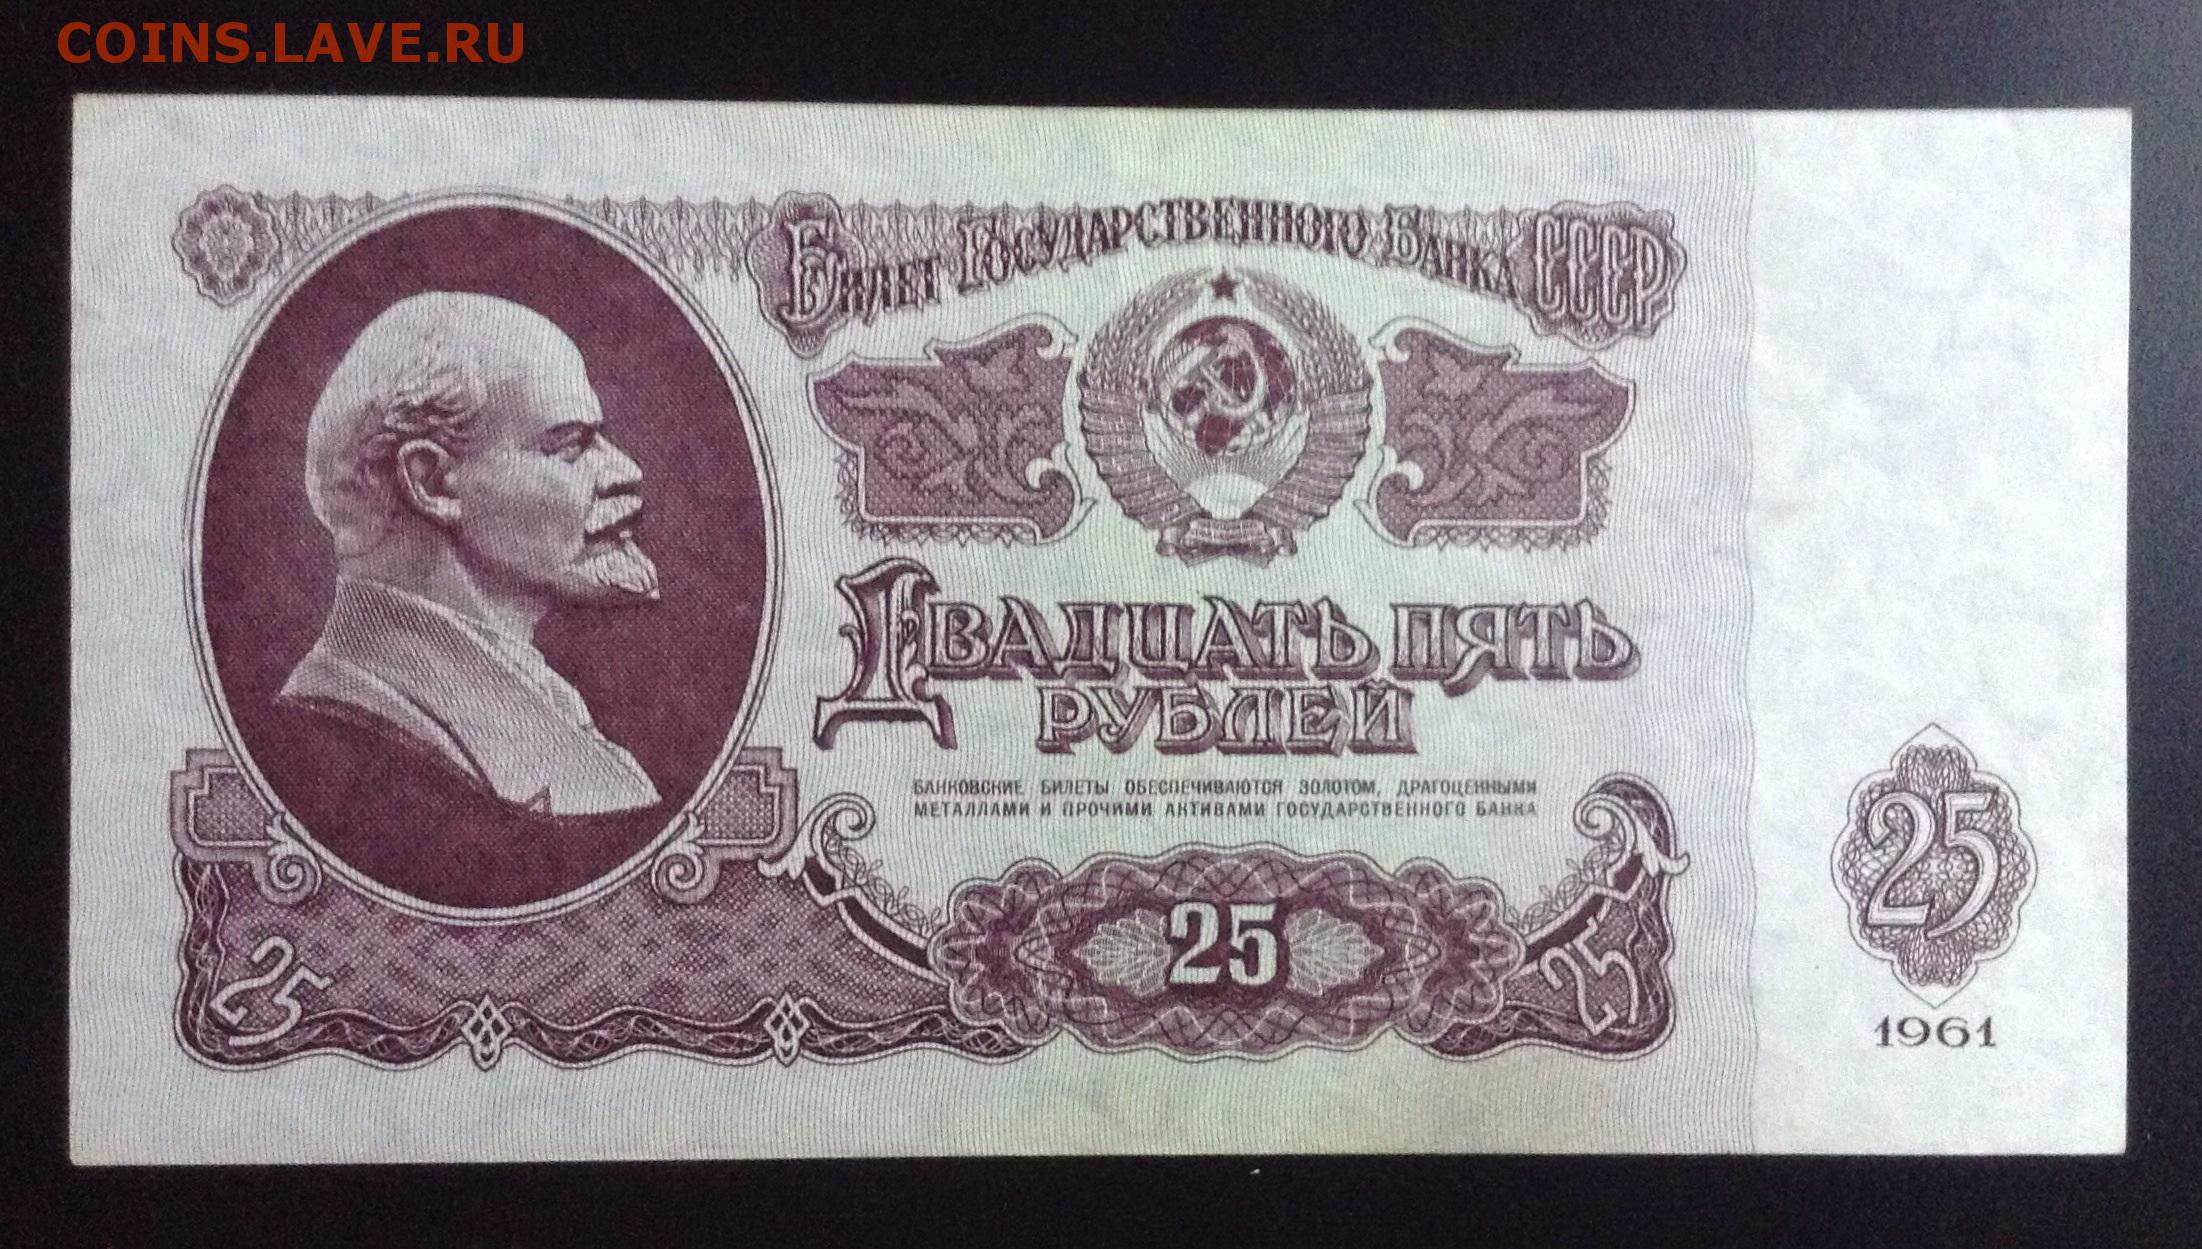 COINS.LAVE.RU
Билет Государственного Банка СССР
Двадцать пять
рублей
БАНКОВСКИЕ БИЛЕТЫ ОБЕСПЕЧИВАЮТСЯ ЗОЛОТОМ, ДРАГОЦЕННЫМИ
МЕТАЛЛАМИ И ПРОЧИМИ АКТИВАМИ ГОСУДАРСТВЕННОГО БАНКА
25
25
25
25
1961